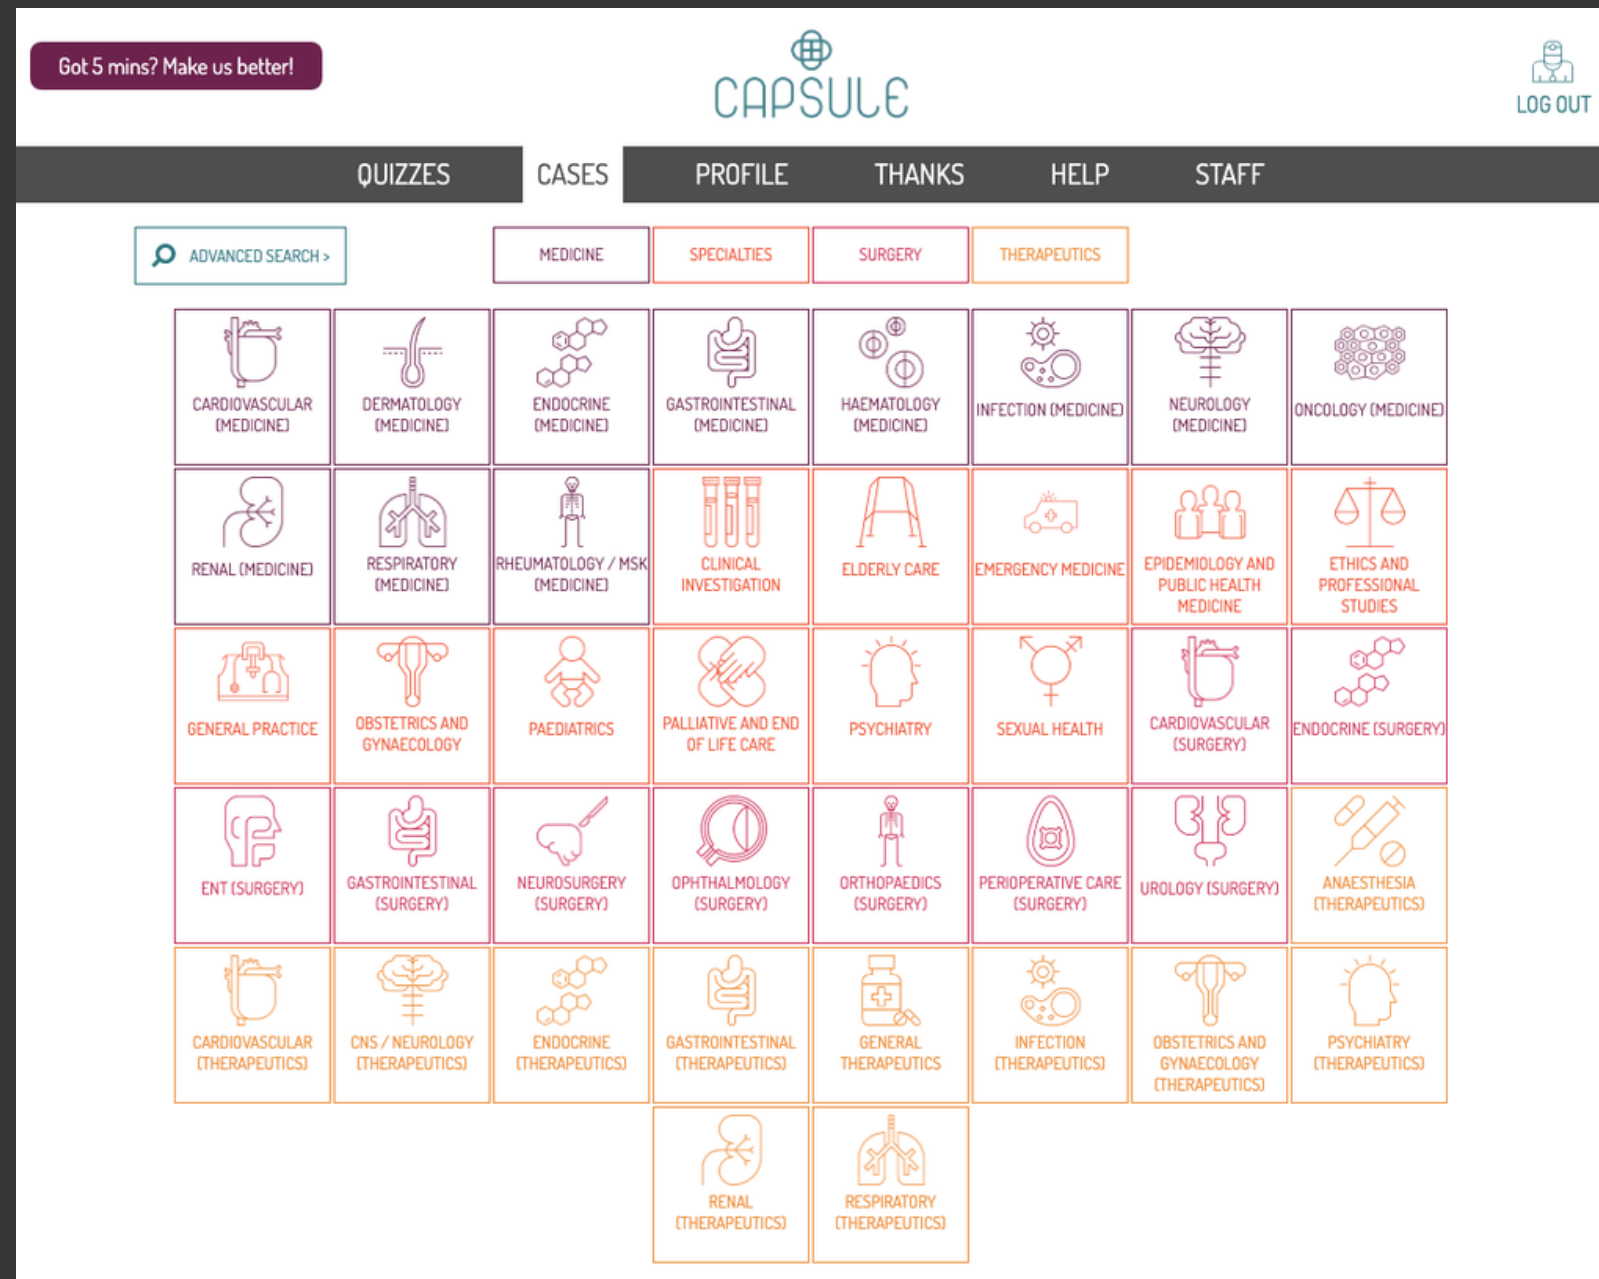 Got 5 mins? Make us better!
CAPSULE
LOG OUT
QUIZZES
CASES
PROFILE
THANKS
HELP
STAFF
ADVANCED SEARCH >
MEDICINE
SPECIALTIES
SURGERY
THERAPEUTICS
CARDIOVASCULAR
(MEDICINE)
DERMATOLOGY
(MEDICINE)
ENDOCRINE
(MEDICINE)
GASTROINTESTINAL
(MEDICINE)
HAEMATOLOGY
(MEDICINE)
INFECTION (MEDICINE)
NEUROLOGY
(MEDICINE)
ONCOLOGY (MEDICINE)
RENAL (MEDICINE)
RESPIRATORY
(MEDICINE)
RHEUMATOLOGY / MSK
(MEDICINE)
CLINICAL
INVESTIGATION
ELDERLY CARE
EMERGENCY MEDICINE
EPIDEMIOLOGY AND
PUBLIC HEALTH
MEDICINE
ETHICS AND
PROFESSIONAL
STUDIES
GENERAL PRACTICE
OBSTETRICS AND
GYNAECOLOGY
PAEDIATRICS
PALLIATIVE AND END
OF LIFE CARE
PSYCHIATRY
SEXUAL HEALTH
CARDIOVASCULAR
(SURGERY)
ENDOCRINE (SURGERY)
ENT (SURGERY)
GASTROINTESTINAL
(SURGERY)
NEUROSURGERY
(SURGERY)
OPHTHALMOLOGY
(SURGERY)
ORTHOPAEDICS
(SURGERY)
PERIOPERATIVE CARE
(SURGERY)
UROLOGY (SURGERY)
ANAESTHESIA
(THERAPEUTICS)
CARDIOVASCULAR
(THERAPEUTICS)
CNS / NEUROLOGY
(THERAPEUTICS)
ENDOCRINE
(THERAPEUTICS)
GASTROINTESTINAL
(THERAPEUTICS)
GENERAL
THERAPEUTICS
INFECTION
(THERAPEUTICS)
OBSTETRICS AND
GYNAECOLOGY
(THERAPEUTICS)
PSYCHIATRY
(THERAPEUTICS)
RENAL
(THERAPEUTICS)
RESPIRATORY
(THERAPEUTICS)